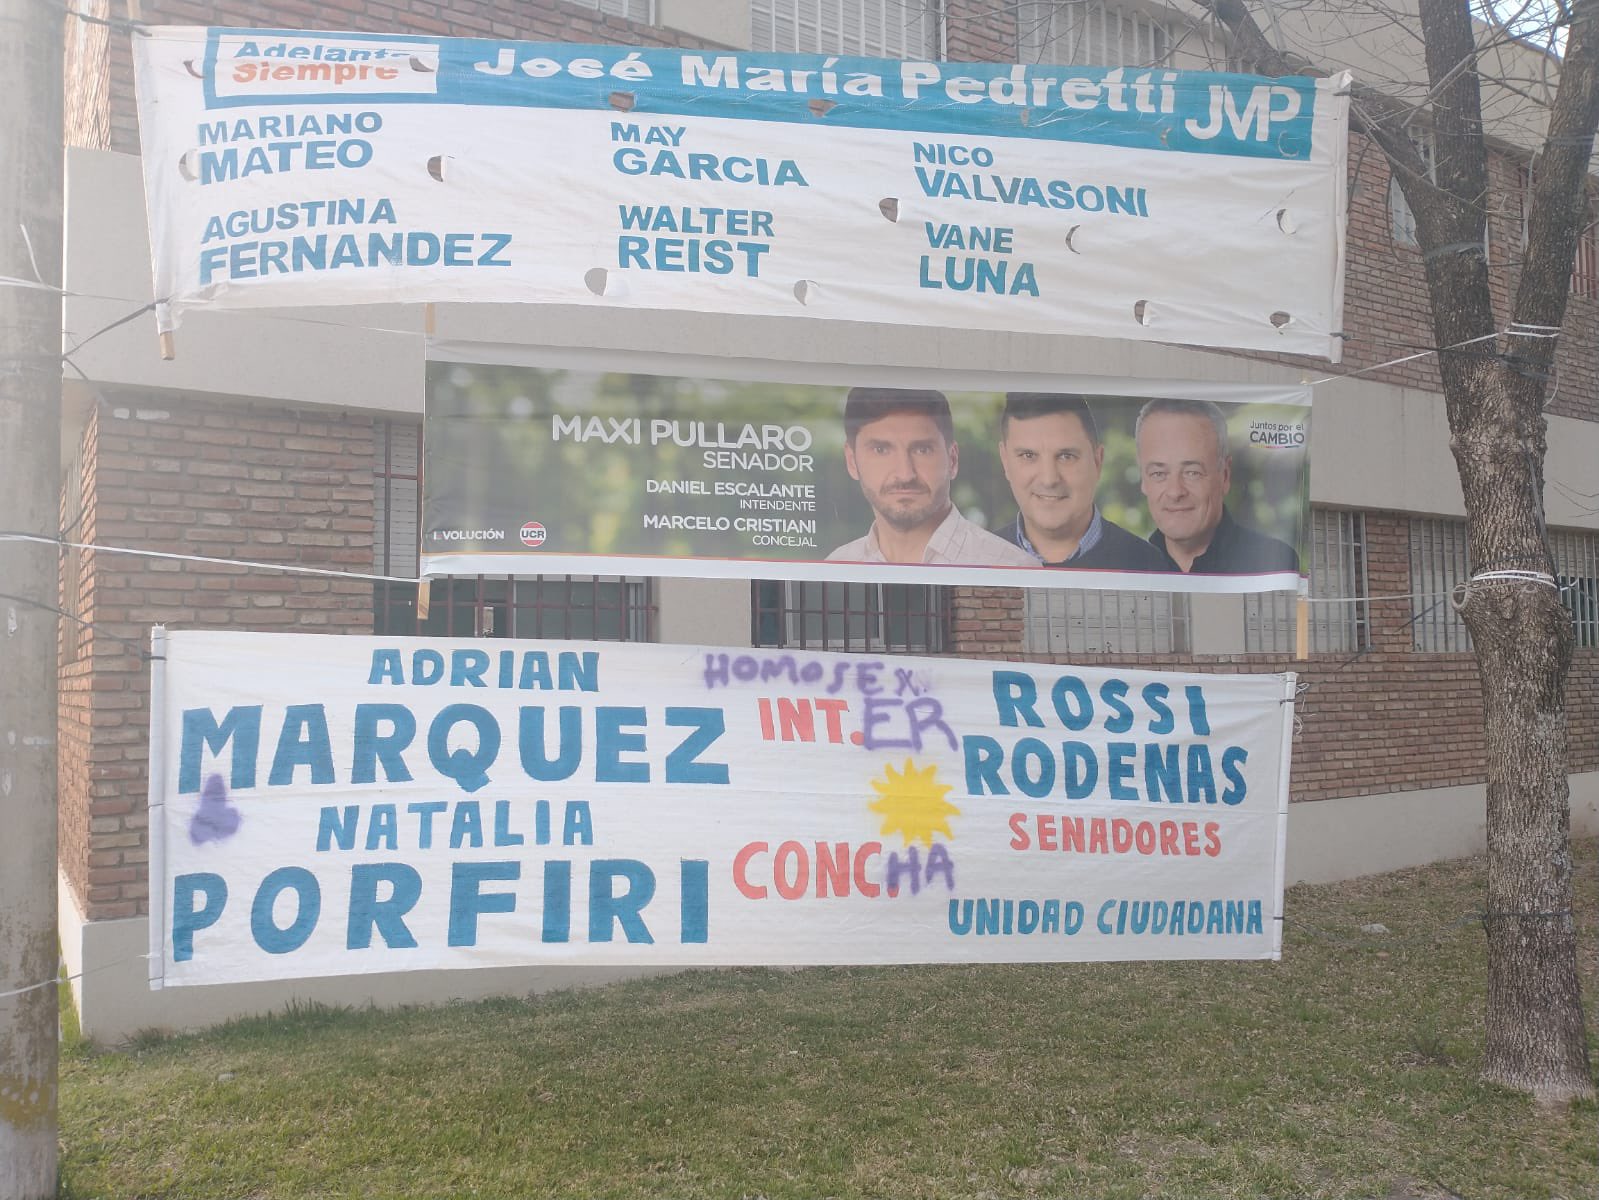 Adelante
Siempre
José María Pedretti JMP
MARIANO
MATEO
MAY
GARCIA
NICO
VALVASONI
AGUSTINA
FERNANDEZ
WALTER
REIST
VANE
LUNA
MAXI PULLARO
SENADOR
DANIEL ESCALANTE
INTENDENTE
MARCELO CRISTIANI
CONCEJAL
EVOLUCIÓN UCR
Juntos por el
CAMBIO
ADRIAN
MARQUEZ
HOMOSEX
INT.ER
NATALIA
PORFIRI
CONCHA
ROSSI
RODENAS
SENADORES
UNIDAD CIUDADANA